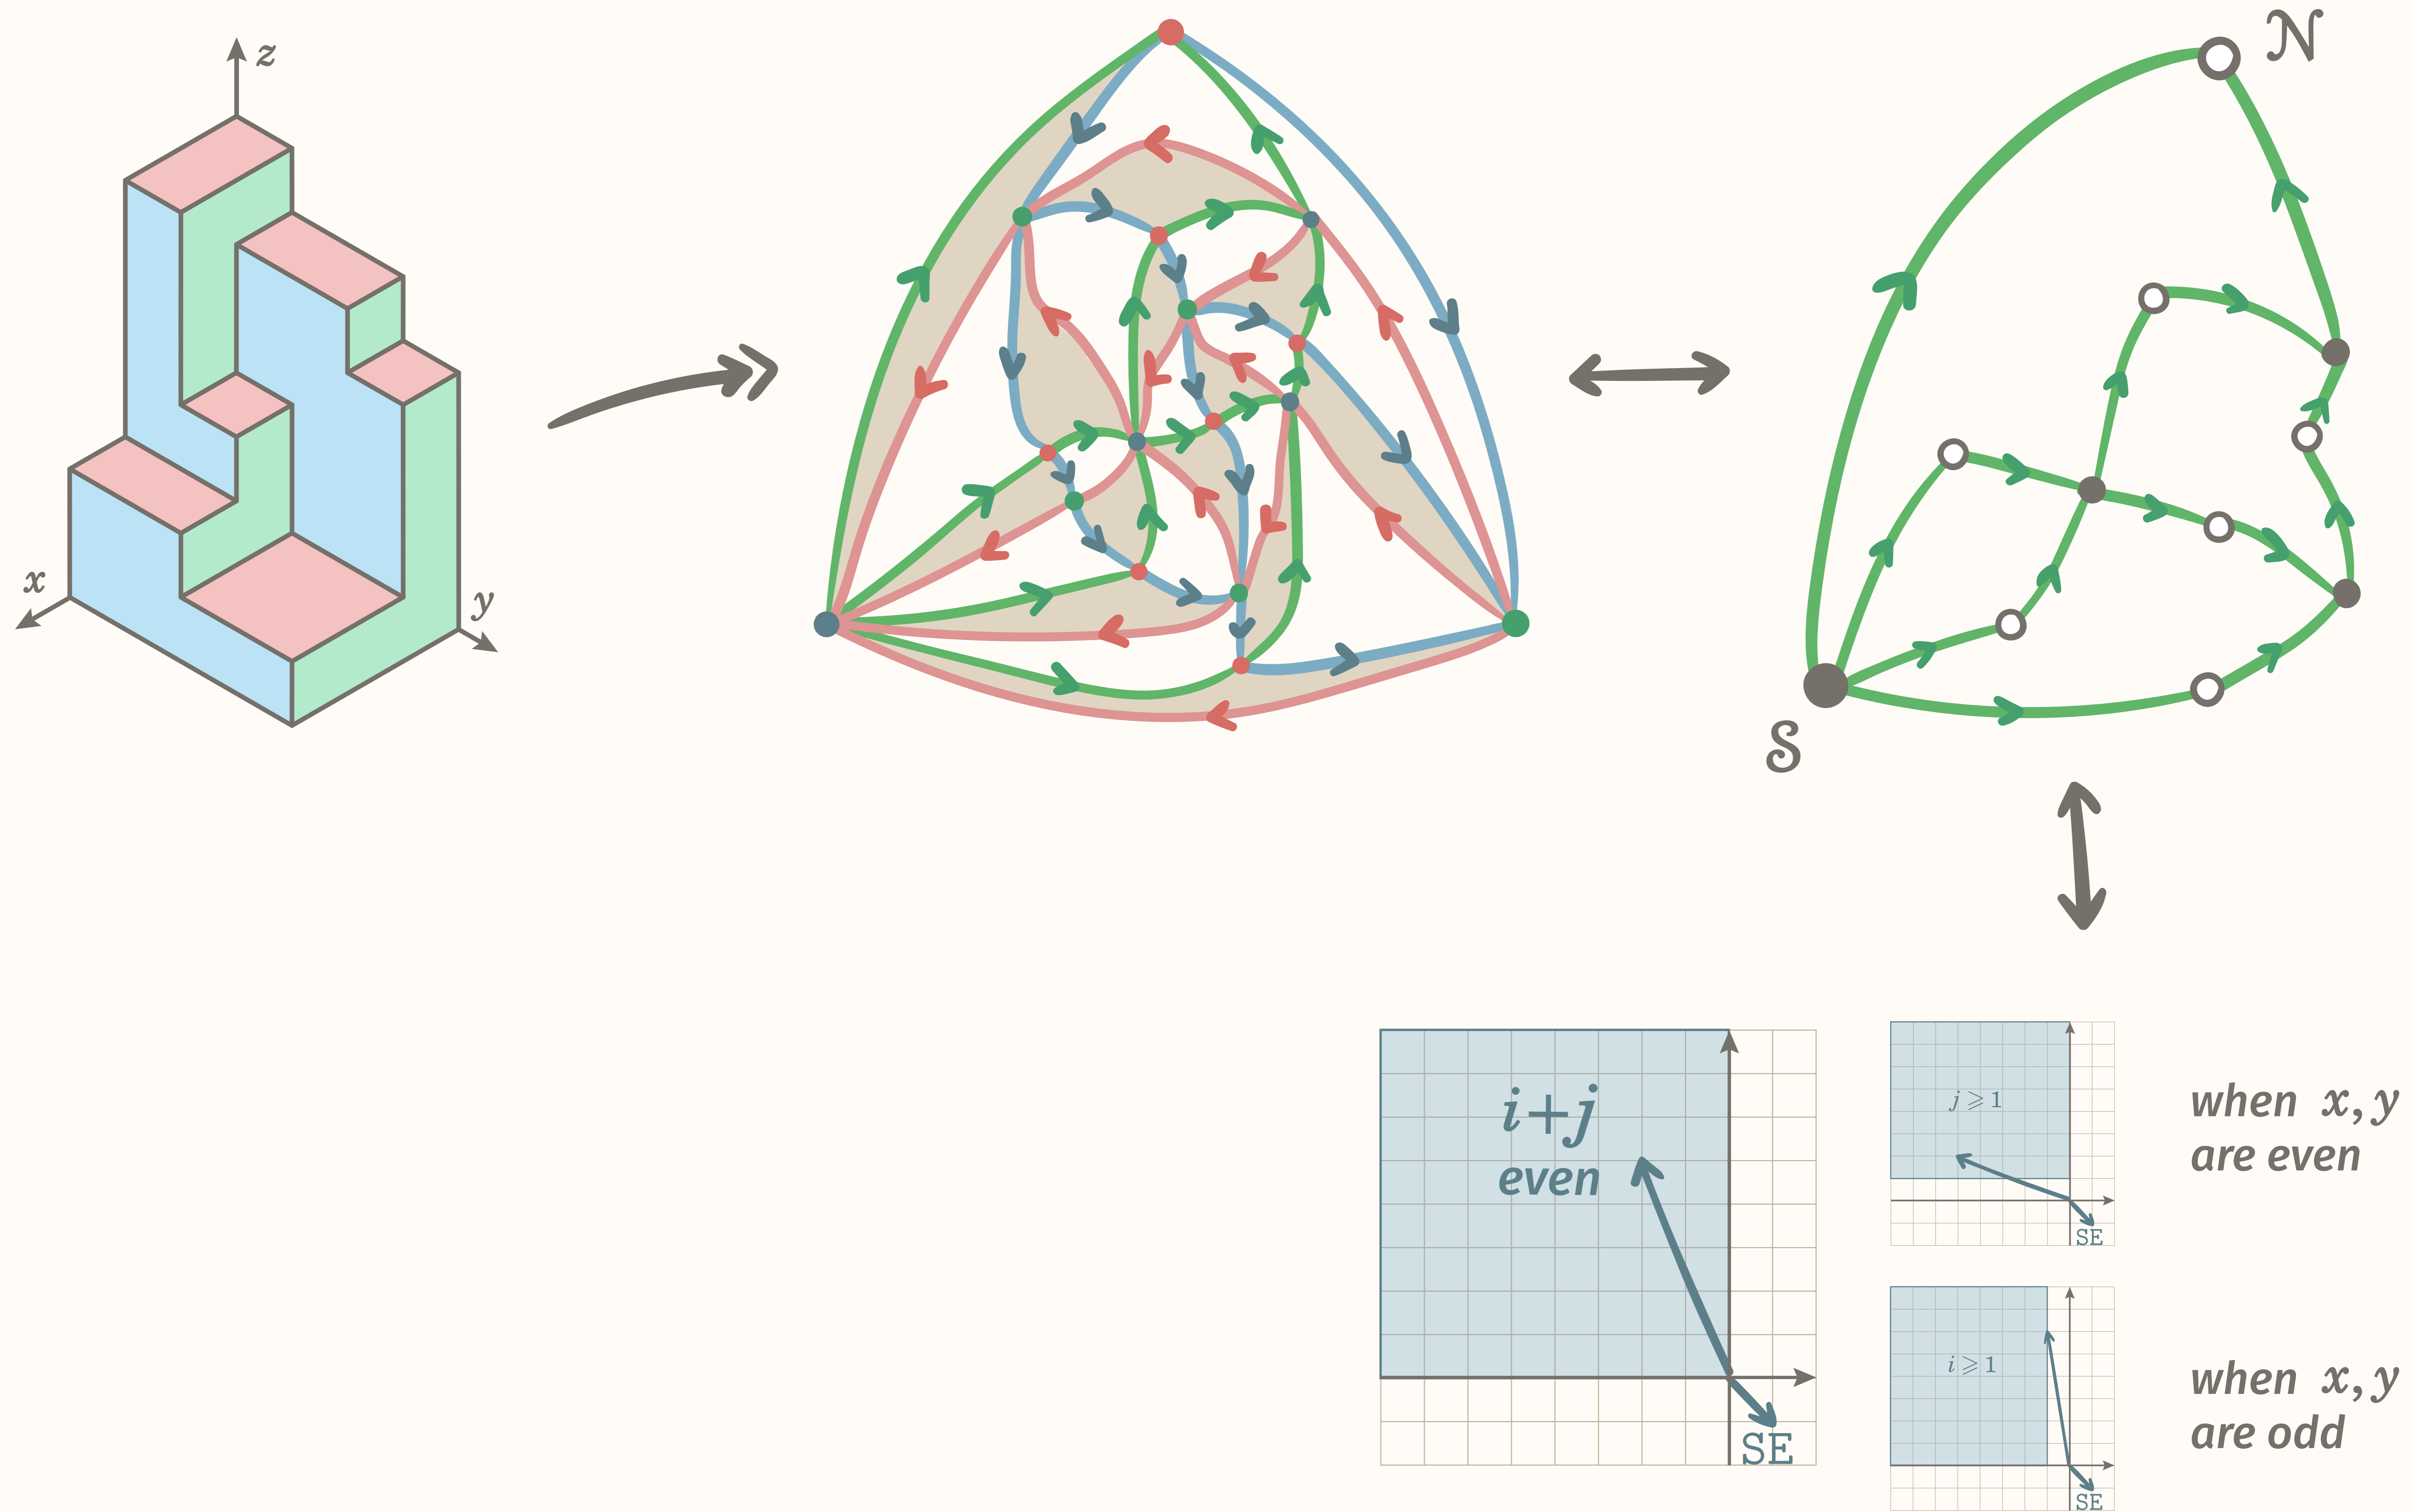 z
x
y
𝒩
S
i+j
even
SE
j ⩾ 1
SE
when x, y
are even
i ⩾ 1
SE
when x, y
are odd